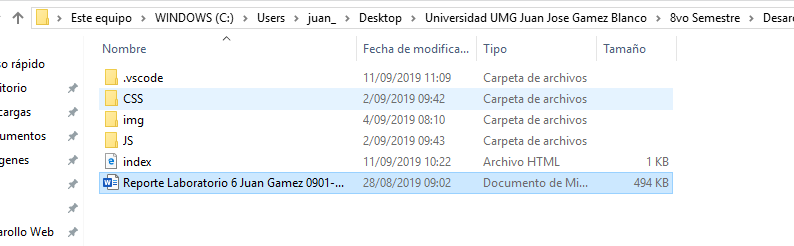 Este equipo > WINDOWS (C:) > Users > juan_ > Desktop > Universidad UMG Juan Jose Gamez Blanco > 8vo Semestre > Desar
Nombre Fecha de modifica... Tipo Tamaño
so rápido .vscode 11/09/2019 11:09 Carpeta de archivos
itorio CSS 2/09/2019 09:42 Carpeta de archivos
cargas img 4/09/2019 08:10 Carpeta de archivos
umentos JS 2/09/2019 09:43 Carpeta de archivos
genes index 11/09/2019 10:22 Archivo HTML 1 KB
Reporte Laboratorio 6 Juan Gamez 0901-... 28/08/2019 09:02 Documento de Mi... 494 KB
arollo Web